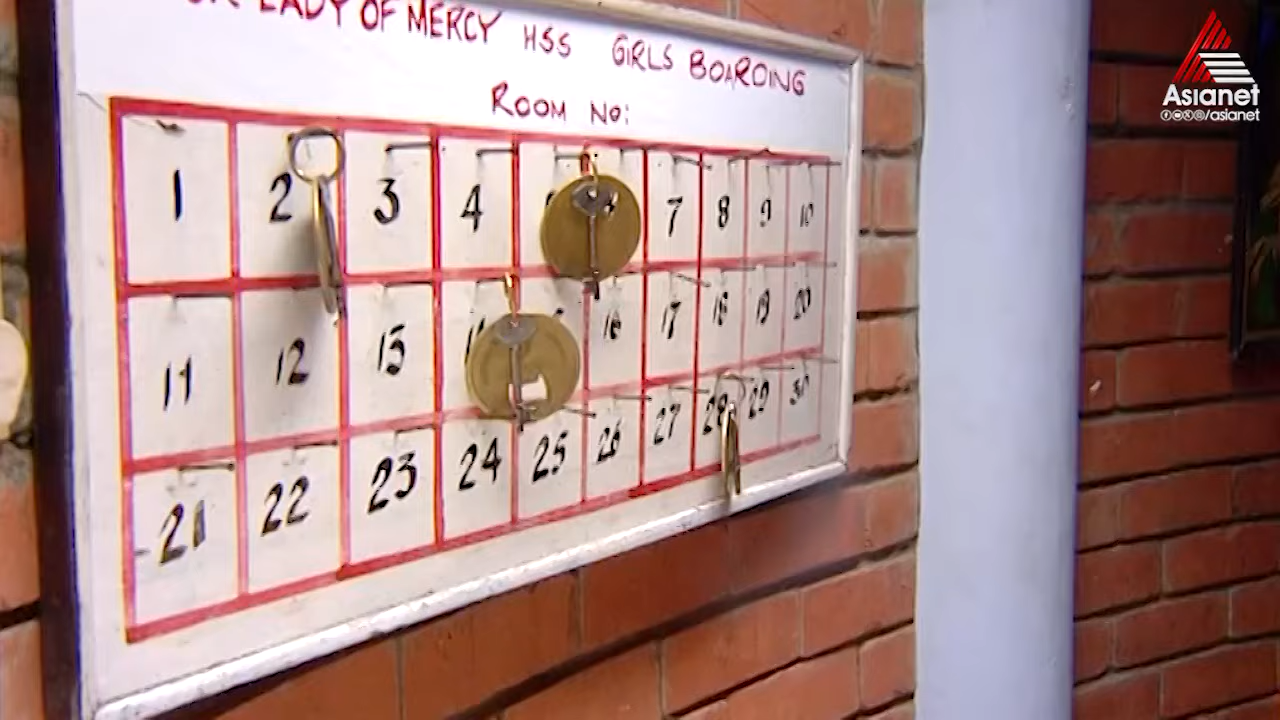 LADY OF MERCY HSS GIRLS BOARDING
ROOM NO:
1 2 3 4 7 8 9 10
11 12 13 16 17 18 19 20
21 22 23 24 25 26 27 28 29 30
Asianet
/asianet